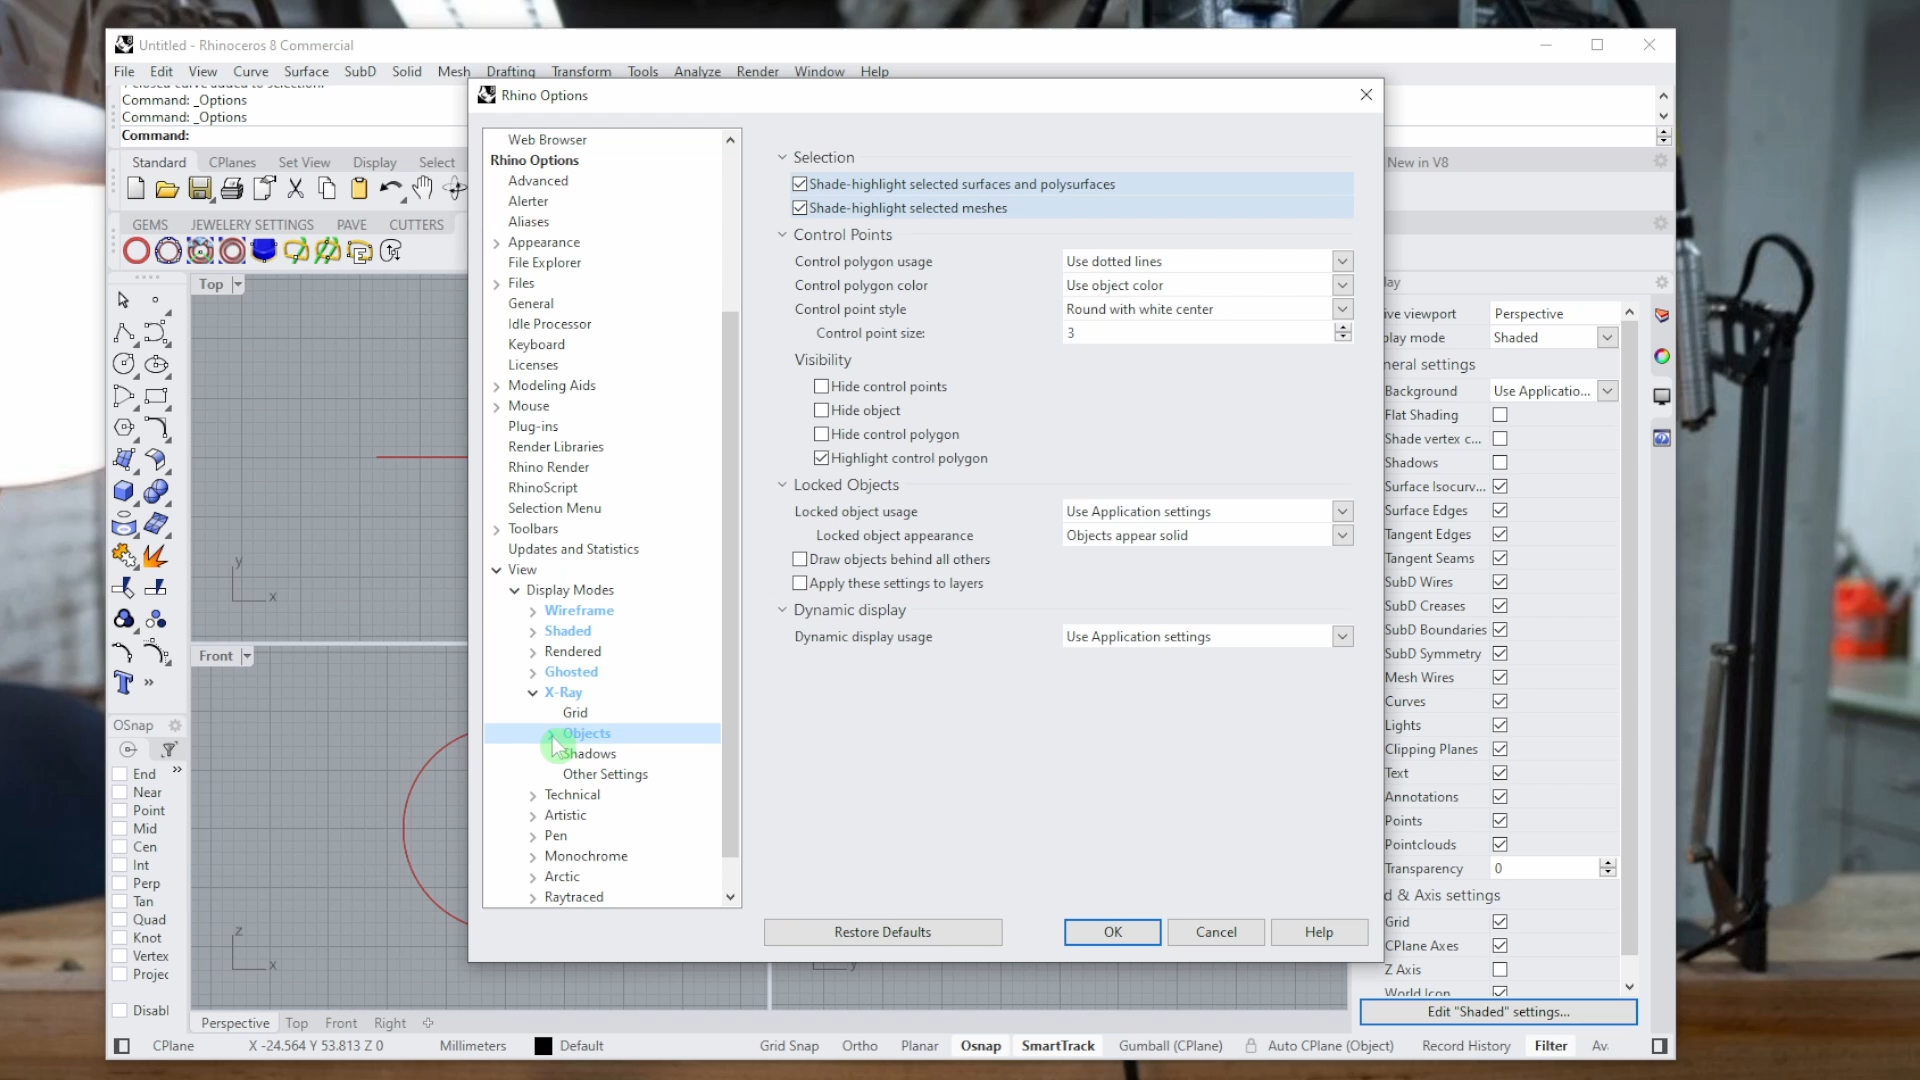 Untitled - Rhinoceros 8 Commercial
File Edit View Curve Surface SubD Solid Mesh Drafting Transform Tools Analyze Render Window Help
Command: _Options
Command: _Options
Command:
Standard CPlanes Set View Display Select
New in V8
GEMS JEWELERY SETTINGS PAVE CUTTERS
Top
Front
OSnap
End
Near
Point
Mid
Cen
Int
Perp
Tan
Quad
Knot
Vertex
Projec
Disabl
y
x
z
x
y
Rhino Options
Web Browser
Rhino Options
Advanced
Alerter
Aliases
Appearance
File Explorer
Files
General
Idle Processor
Keyboard
Licenses
Modeling Aids
Mouse
Plug-ins
Render Libraries
Rhino Render
RhinoScript
Selection Menu
Toolbars
Updates and Statistics
View
Display Modes
Wireframe
Shaded
Rendered
Ghosted
X-Ray
Grid
Objects
Shadows
Other Settings
Technical
Artistic
Pen
Monochrome
Arctic
Raytraced
Selection
Shade-highlight selected surfaces and polysurfaces
Shade-highlight selected meshes
Control Points
Control polygon usage Use dotted lines
Control polygon color Use object color
Control point style Round with white center
Control point size: 3
Visibility
Hide control points
Hide object
Hide control polygon
Highlight control polygon
Locked Objects
Locked object usage Use Application settings
Locked object appearance Objects appear solid
Draw objects behind all others
Apply these settings to layers
Dynamic display
Dynamic display usage Use Application settings
Restore Defaults OK Cancel Help
lay
ive viewport Perspective
play mode Shaded
neral settings
Background Use Applicatio...
Flat Shading
Shade vertex c...
Shadows
Surface Isocurv...
Surface Edges
Tangent Edges
Tangent Seams
SubD Wires
SubD Creases
SubD Boundaries
SubD Symmetry
Mesh Wires
Curves
Lights
Clipping Planes
Text
Annotations
Points
Pointclouds
Transparency 0
d & Axis settings
Grid
CPlane Axes
Z Axis
World Icon
Edit "Shaded" settings...
Perspective Top Front Right
CPlane X -24.564 Y 53.813 Z 0 Millimeters Default Grid Snap Ortho Planar Osnap SmartTrack Gumball (CPlane) Auto CPlane (Object) Record History Filter Av